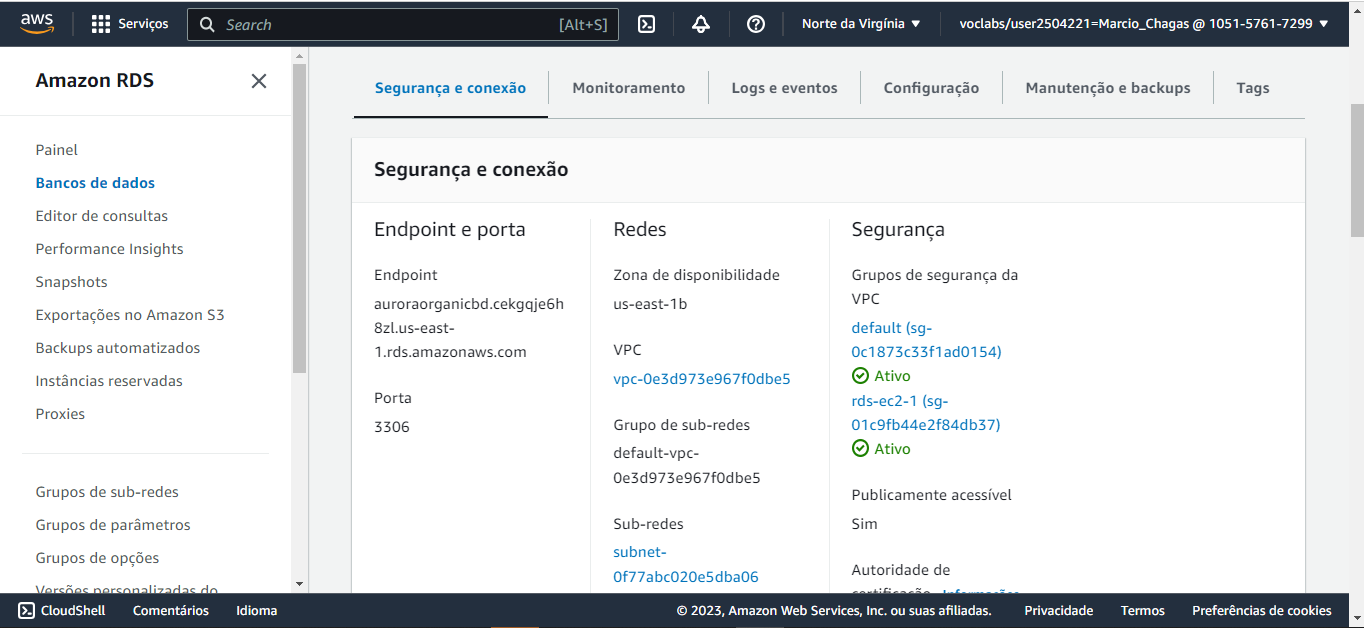 aws
Serviços
Search
[Alt+S]
Norte da Virgínia
voclabs/user2504221=Marcio_Chagas @ 1051-5761-7299
Amazon RDS
Painel
Bancos de dados
Editor de consultas
Performance Insights
Snapshots
Exportações no Amazon S3
Backups automatizados
Instâncias reservadas
Proxies
Grupos de sub-redes
Grupos de parâmetros
Grupos de opções
Versões personalizadas do
Segurança e conexão
Monitoramento
Logs e eventos
Configuração
Manutenção e backups
Tags
Segurança e conexão
Endpoint e porta
Endpoint
auroraorganicbd.cekgqje6h
8zl.us-east-
1.rds.amazonaws.com
Porta
3306
Redes
Zona de disponibilidade
us-east-1b
VPC
vpc-0e3d973e967f0dbe5
Grupo de sub-redes
default-vpc-
0e3d973e967f0dbe5
Sub-redes
subnet-
0f77abc020e5dba06
Segurança
Grupos de segurança da
VPC
default (sg-
0c1873c33f1ad0154)
Ativo
rds-ec2-1 (sg-
01c9fb44e2f84db37)
Ativo
Publicamente acessível
Sim
Autoridade de
certificação Informações
CloudShell
Comentários
Idioma
© 2023, Amazon Web Services, Inc. ou suas afiliadas.
Privacidade
Termos
Preferências de cookies